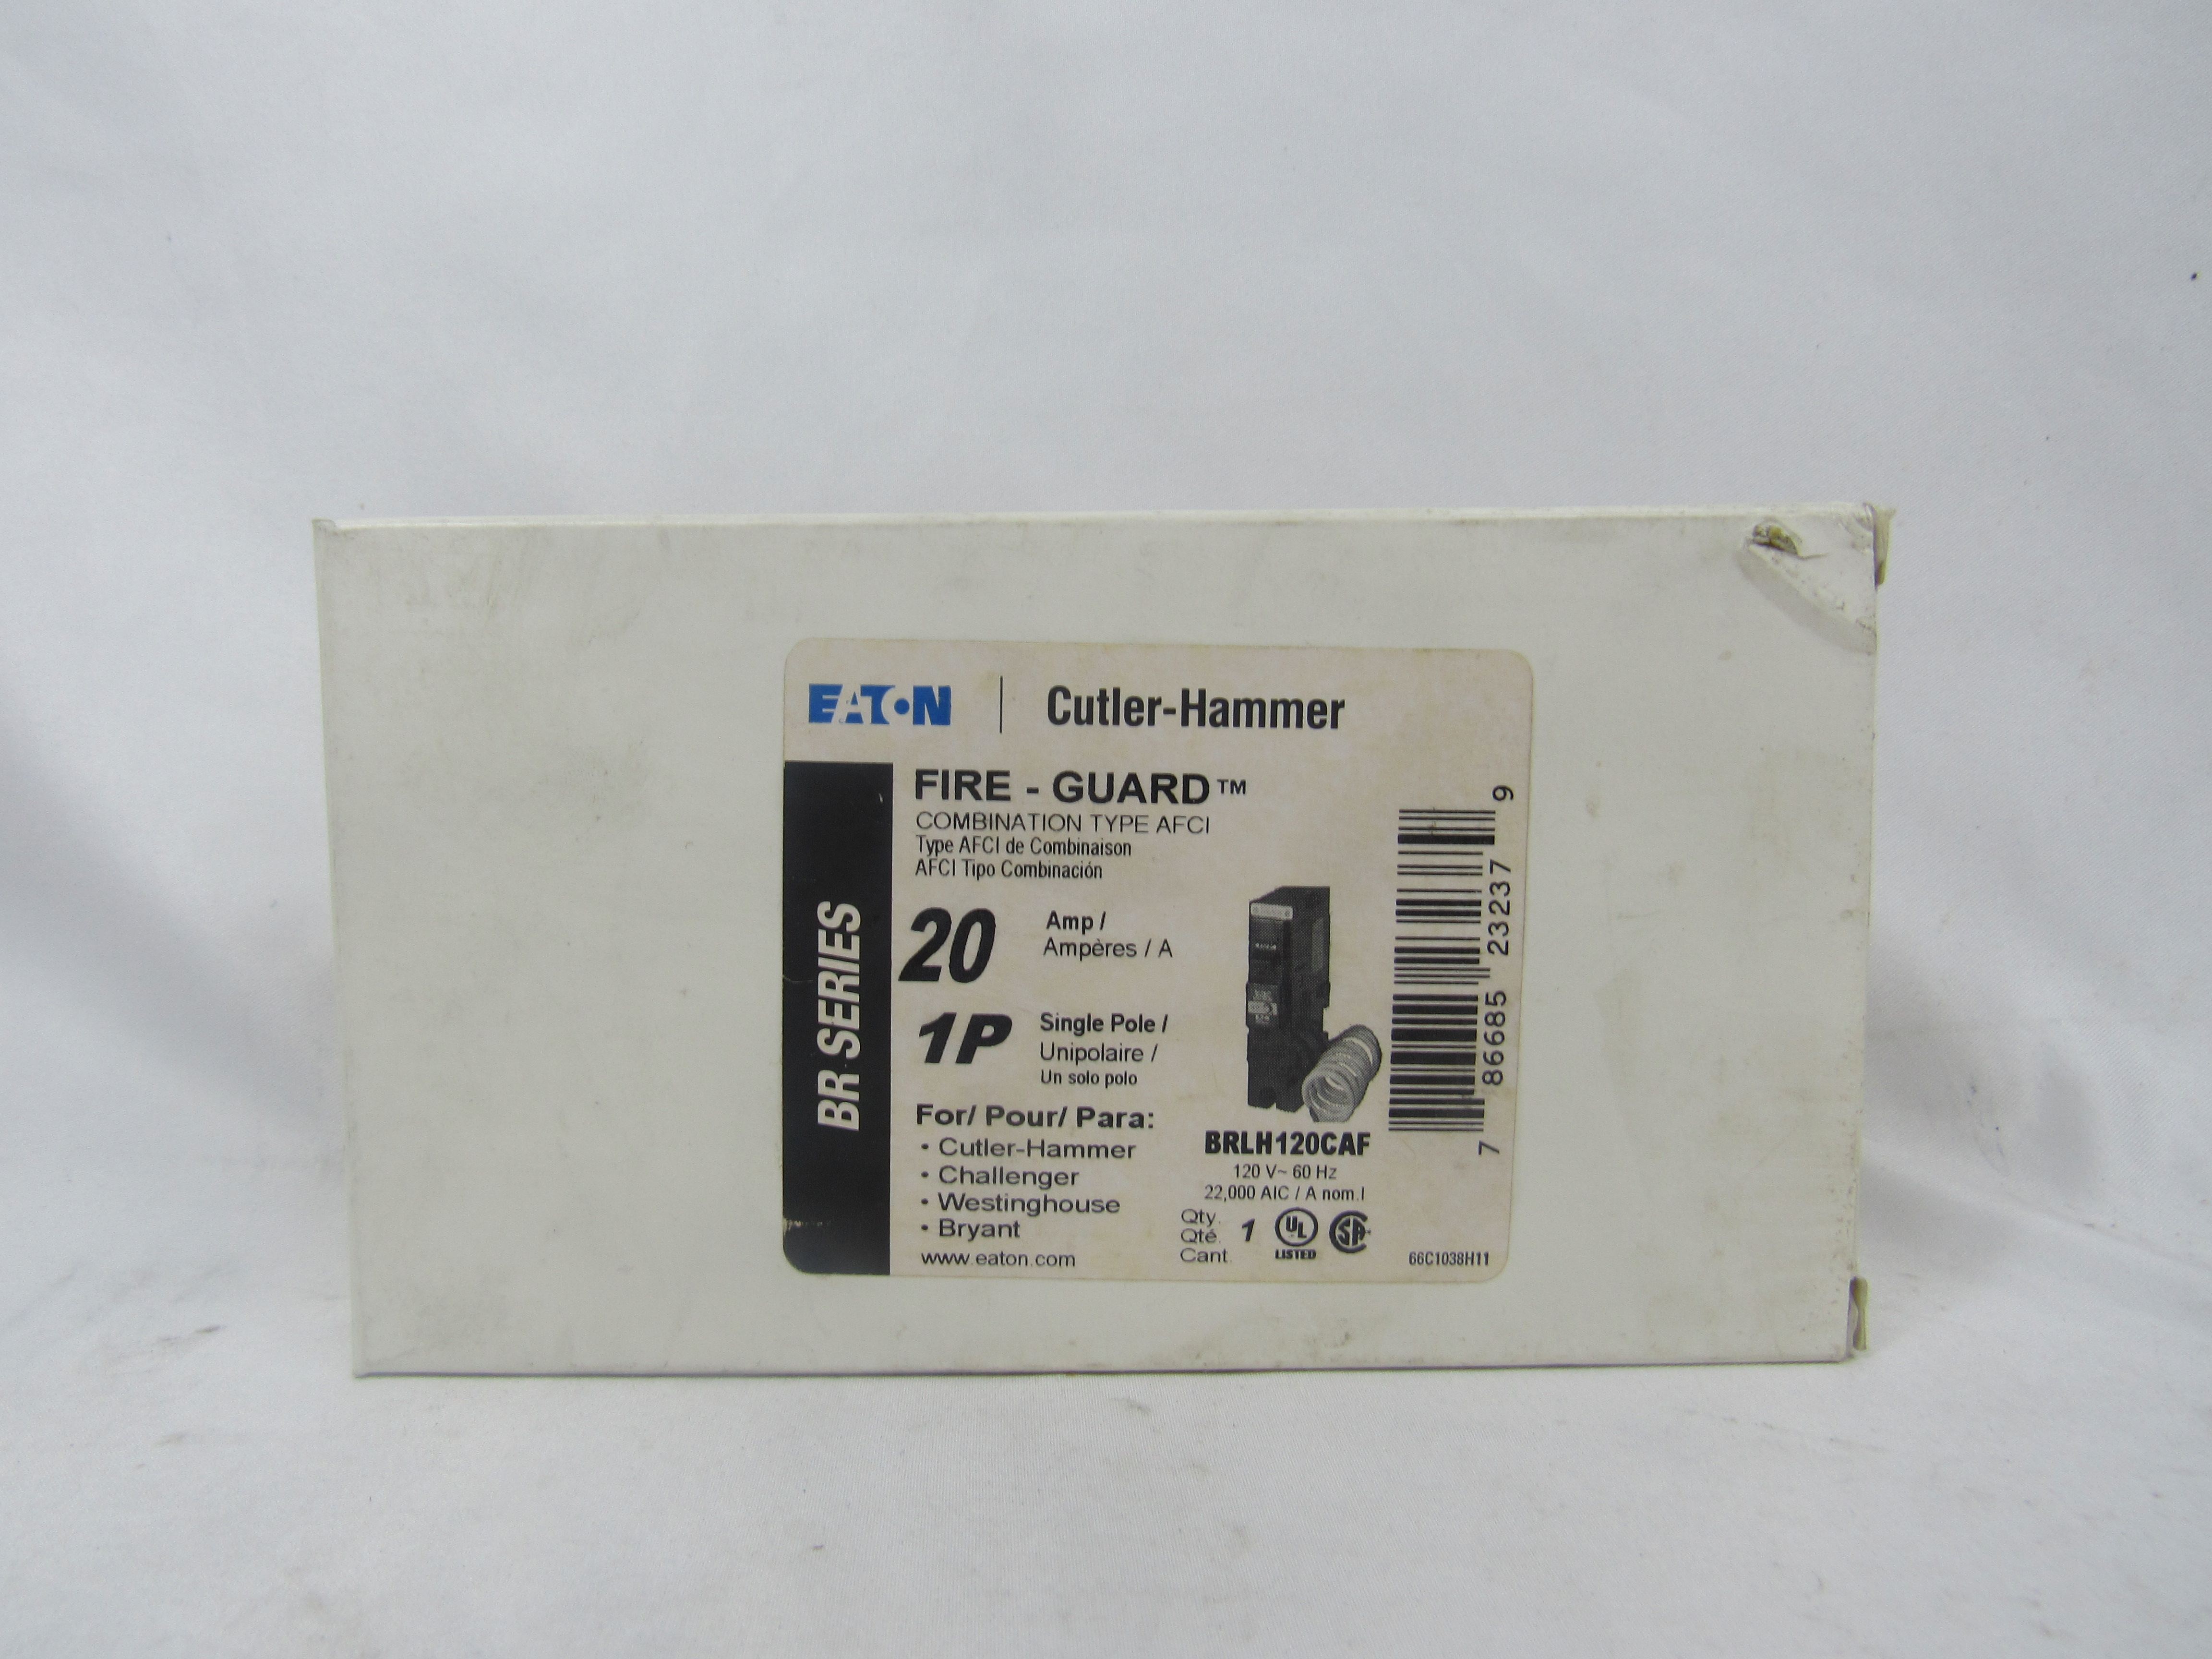 EATON | Cutler-Hammer
BR SERIES
FIRE - GUARD™
COMBINATION TYPE AFCI
Type AFCI de Combinaison
AFCI Tipo Combinación
20 Amp /
Ampères / A
1P Single Pole /
Unipolaire /
Un solo polo
For/ Pour/ Para:
• Cutler-Hammer
• Challenger
• Westinghouse
• Bryant
www.eaton.com
BRLH120CAF
120 V~ 60 Hz
22,000 AIC / A nom.I
Qty.
Qté. 1
Cant
UL
LISTED
SA
66C1038H11
7 86685 23237 9